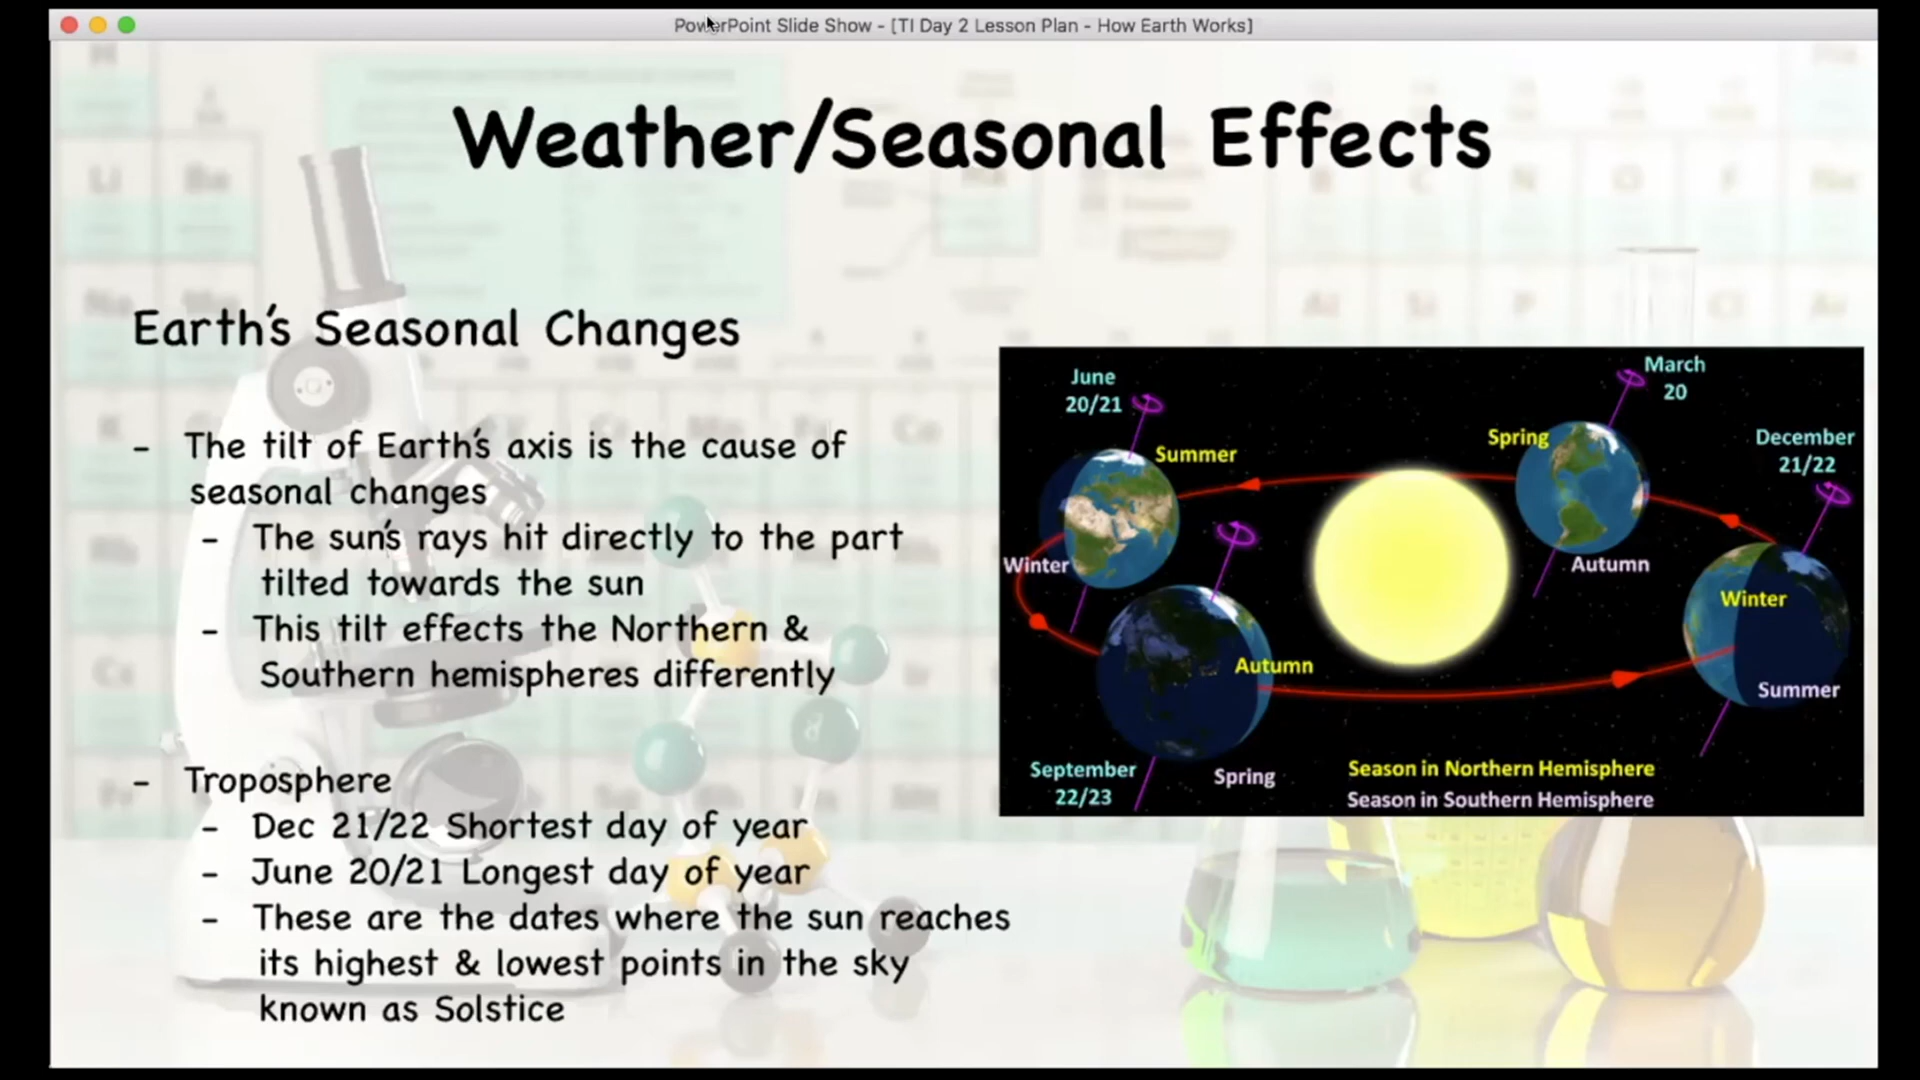 PowerPoint Slide Show - [TI Day 2 Lesson Plan - How Earth Works]
Weather/Seasonal Effects
Earth's Seasonal Changes
- The tilt of Earth's axis is the cause of
seasonal changes
- The sun's rays hit directly to the part
tilted towards the sun
- This tilt effects the Northern &
Southern hemispheres differently
- Troposphere
- Dec 21/22 Shortest day of year
- June 20/21 Longest day of year
- These are the dates where the sun reaches
its highest & lowest points in the sky
known as Solstice
June
20/21
Summer
Winter
March
20
Spring
Autumn
December
21/22
Winter
Summer
Autumn
September
22/23
Spring
Season in Northern Hemisphere
Season in Southern Hemisphere